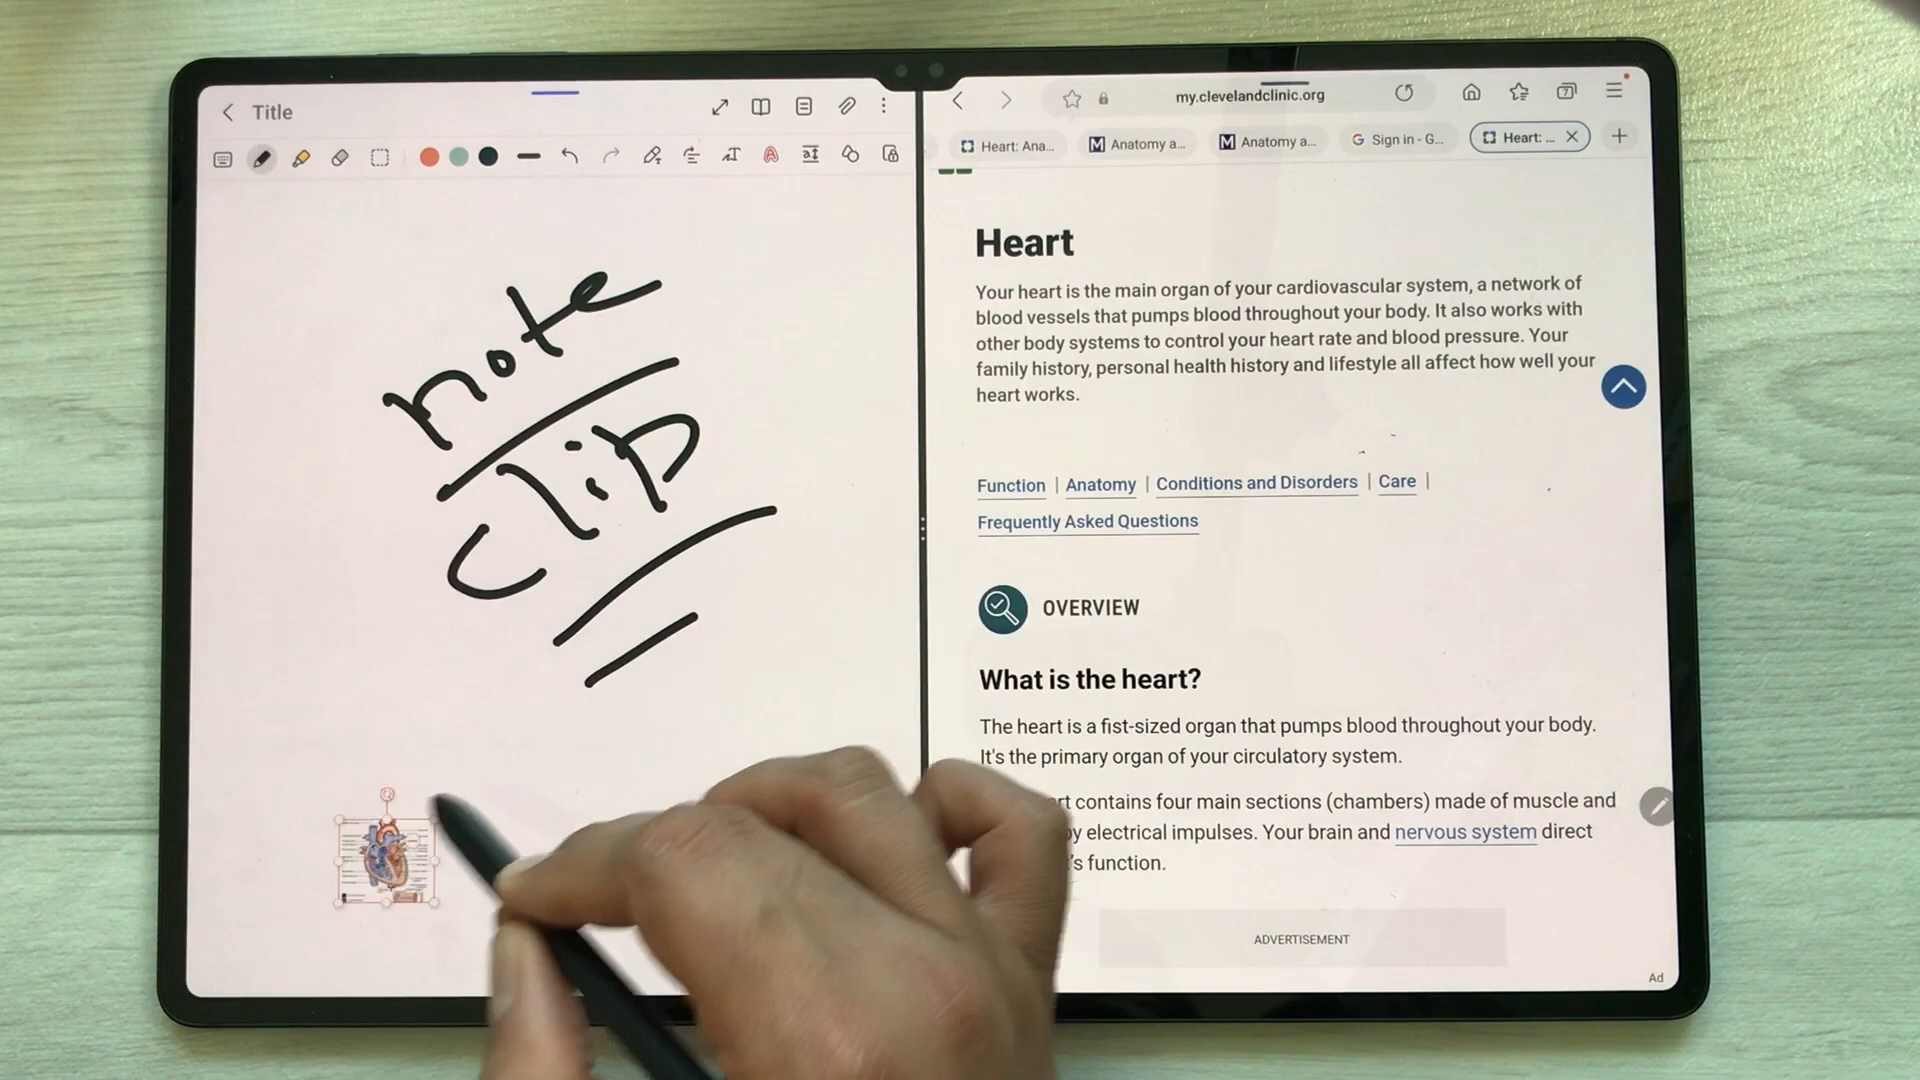 Title
note
clip
my.clevelandclinic.org
7
Heart: Ana...
M Anatomy a...
M Anatomy a...
G Sign in - G...
Heart: ...
Heart
Your heart is the main organ of your cardiovascular system, a network of
blood vessels that pumps blood throughout your body. It also works with
other body systems to control your heart rate and blood pressure. Your
family history, personal health history and lifestyle all affect how well your
heart works.
Function | Anatomy | Conditions and Disorders | Care |
Frequently Asked Questions
OVERVIEW
What is the heart?
The heart is a fist-sized organ that pumps blood throughout your body.
It's the primary organ of your circulatory system.
rt contains four main sections (chambers) made of muscle and
by electrical impulses. Your brain and nervous system direct
's function.
ADVERTISEMENT
Ad